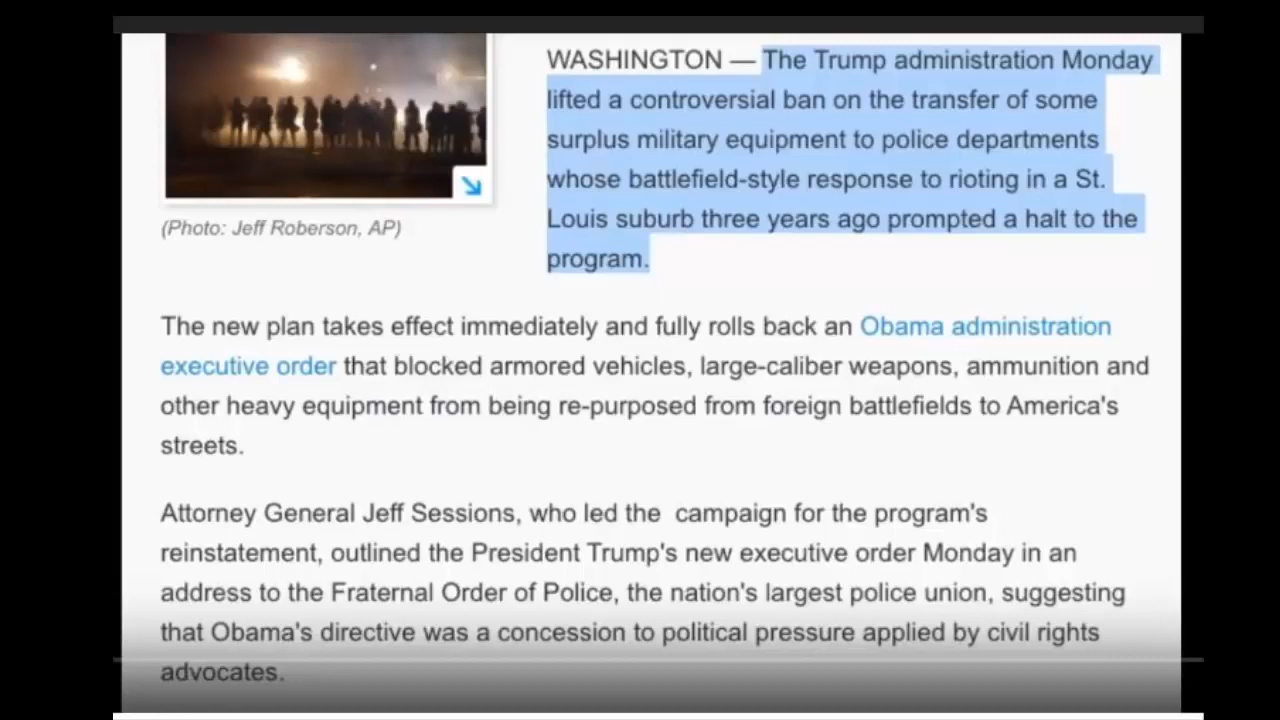 WASHINGTON — The Trump administration Monday
lifted a controversial ban on the transfer of some
surplus military equipment to police departments
whose battlefield-style response to rioting in a St.
Louis suburb three years ago prompted a halt to the
program.
(Photo: Jeff Roberson, AP)
The new plan takes effect immediately and fully rolls back an Obama administration
executive order that blocked armored vehicles, large-caliber weapons, ammunition and
other heavy equipment from being re-purposed from foreign battlefields to America's
streets.
Attorney General Jeff Sessions, who led the  campaign for the program's
reinstatement, outlined the President Trump's new executive order Monday in an
address to the Fraternal Order of Police, the nation's largest police union, suggesting
that Obama's directive was a concession to political pressure applied by civil rights
advocates.